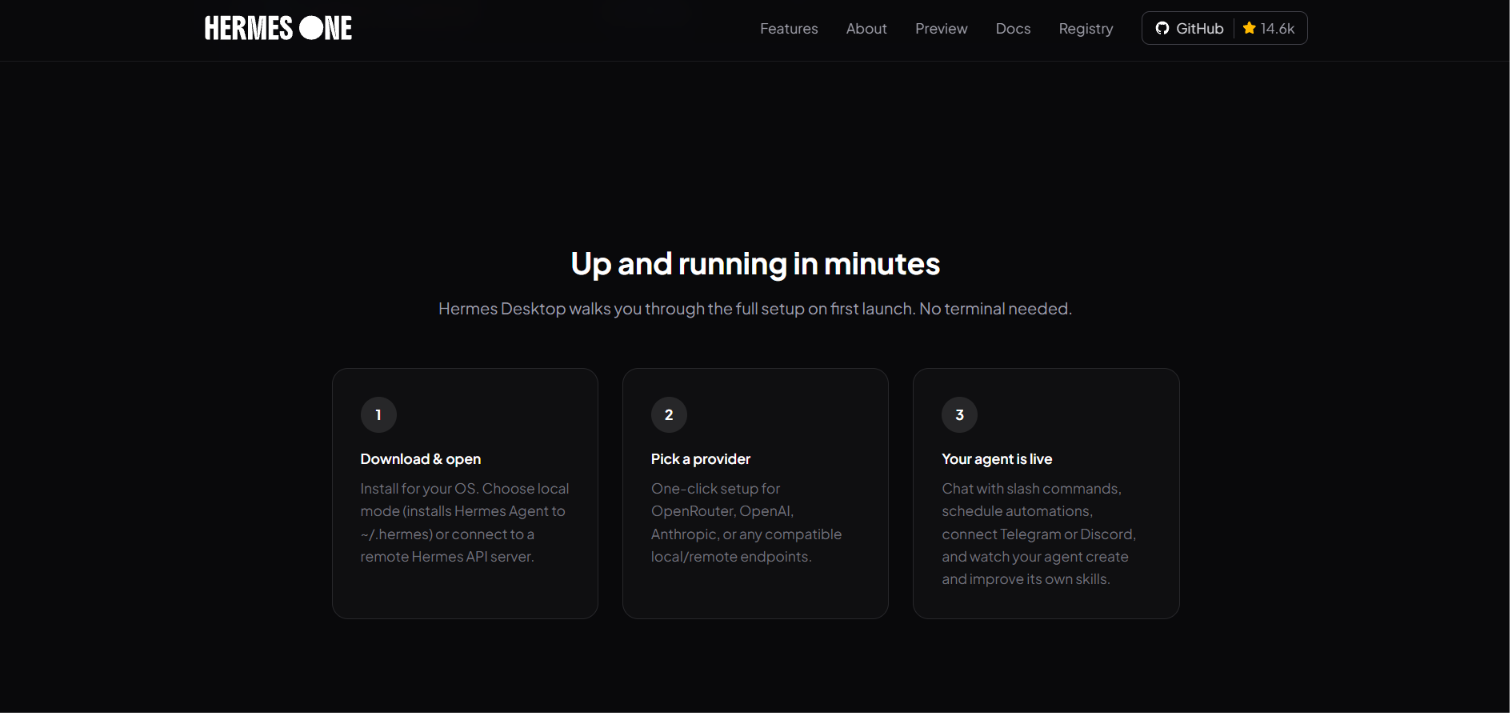 HERMES ONE
Features
About
Preview
Docs
Registry
GitHub
14.6k
Up and running in minutes
Hermes Desktop walks you through the full setup on first launch. No terminal needed.
1
Download & open
Install for your OS. Choose local
mode (installs Hermes Agent to
~/.hermes) or connect to a
remote Hermes API server.
2
Pick a provider
One-click setup for
OpenRouter, OpenAI,
Anthropic, or any compatible
local/remote endpoints.
3
Your agent is live
Chat with slash commands,
schedule automations,
connect Telegram or Discord,
and watch your agent create
and improve its own skills.